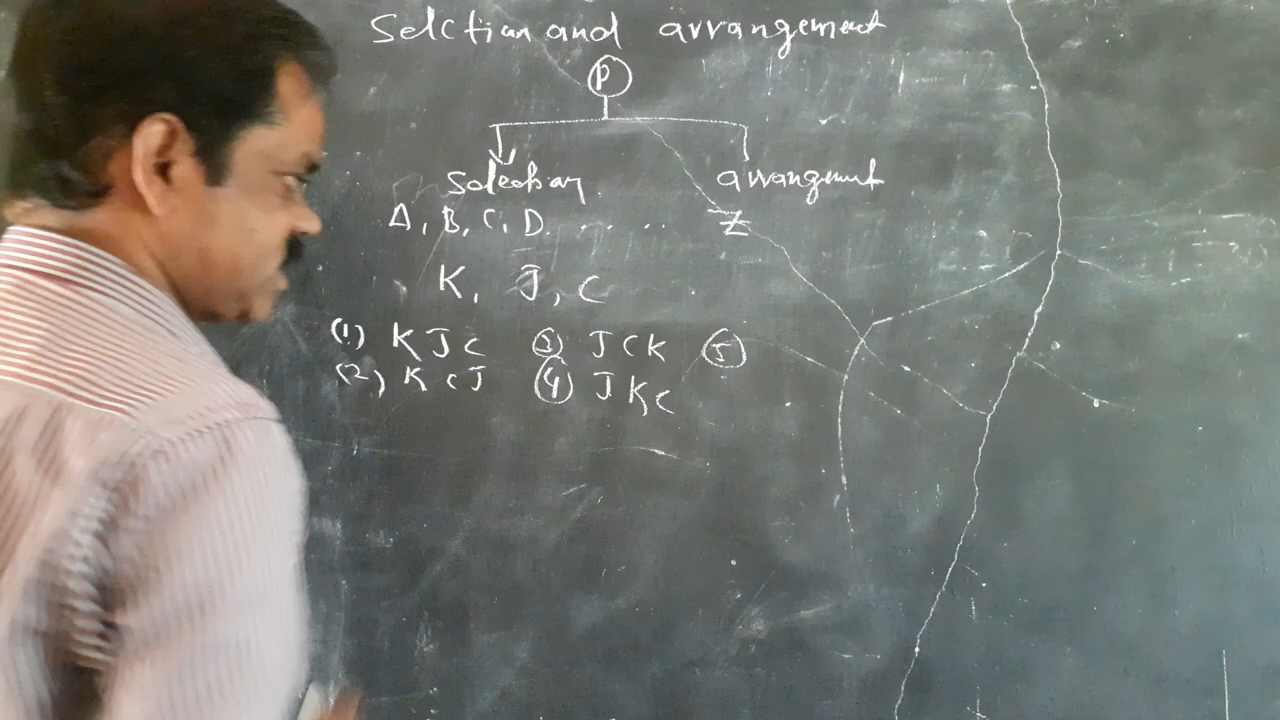 Selction and arrangement
P
Selection arrangement
A, B, C, D. . . . . . Z
K, J, C
(1) K J C ③ J C K ⑤
(2) K C J ④ J K C